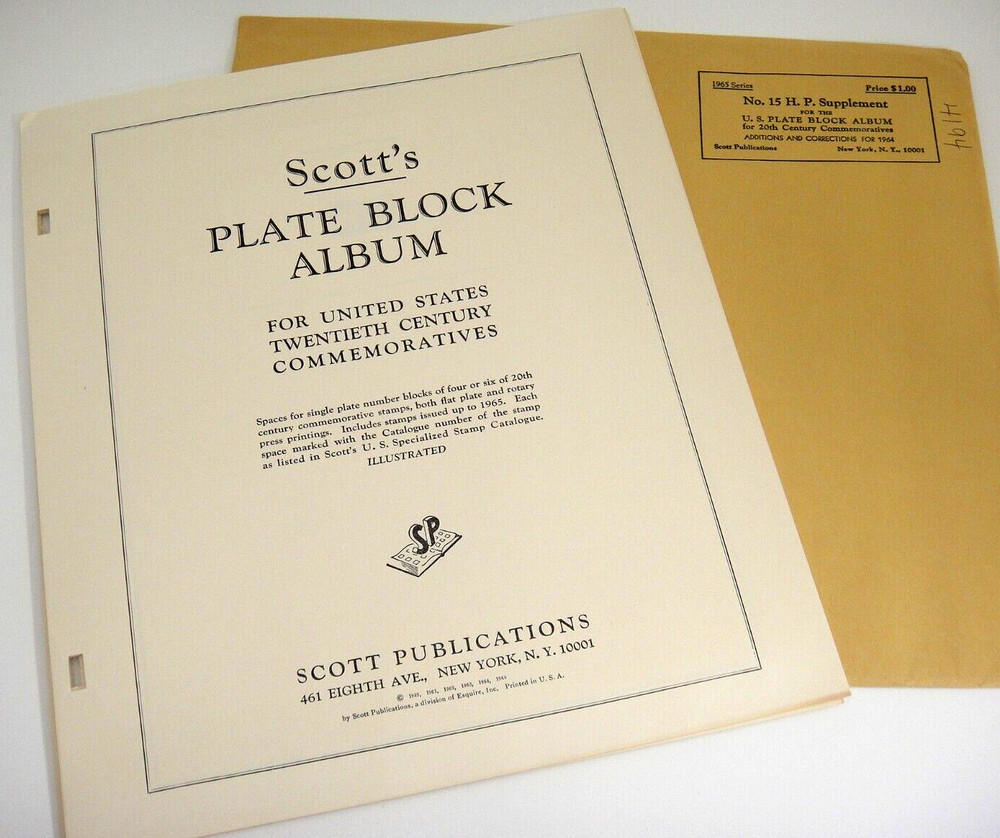 Scott's
PLATE BLOCK
ALBUM
FOR UNITED STATES
TWENTIETH CENTURY
COMMEMORATIVES
Spaces for single plate number blocks of four or six of 20th
century commemorative stamps, both flat plate and rotary
press printings. Includes stamps issued up to 1965. Each
space marked with the Catalogue number of the stamp
as listed in Scott's U. S. Specialized Stamp Catalogue.
ILLUSTRATED
SP
SCOTT PUBLICATIONS
461 EIGHTH AVE., NEW YORK, N. Y. 10001
©
by Scott Publications, a division of Esquire, Inc. Printed in U. S. A.
1965 Series Price $1.00
No. 15 H. P. Supplement
FOR THE
U. S. PLATE BLOCK ALBUM
for 20th Century Commemoratives
ADDITIONS AND CORRECTIONS FOR 1964
Scott Publications New York, N. Y., 10001